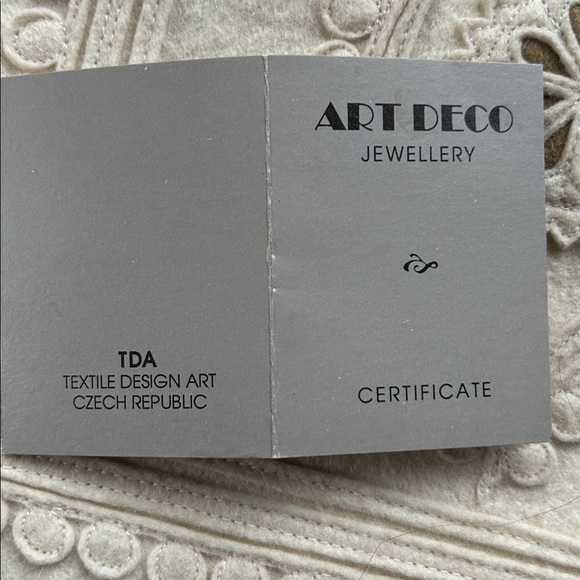 TDA
TEXTILE DESIGN ART
CZECH REPUBLIC
ART DECO
JEWELLERY
CERTIFICATE